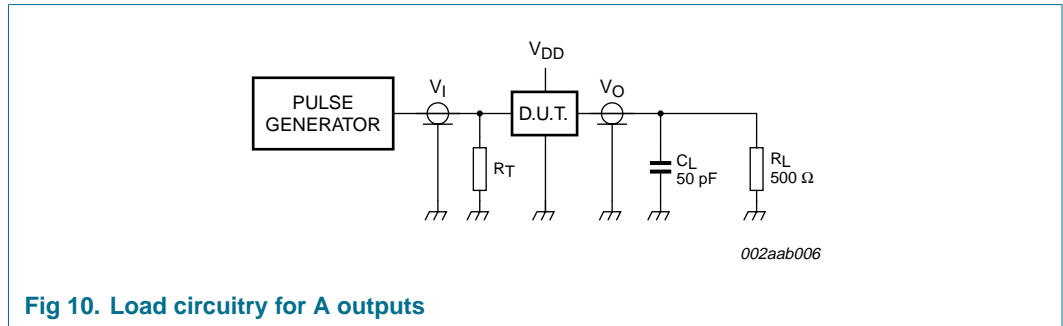 VDD
VI
VO
PULSE
GENERATOR
D.U.T.
RT
CL
50 pF
RL
500 Ω
002aab006
Fig 10. Load circuitry for A outputs